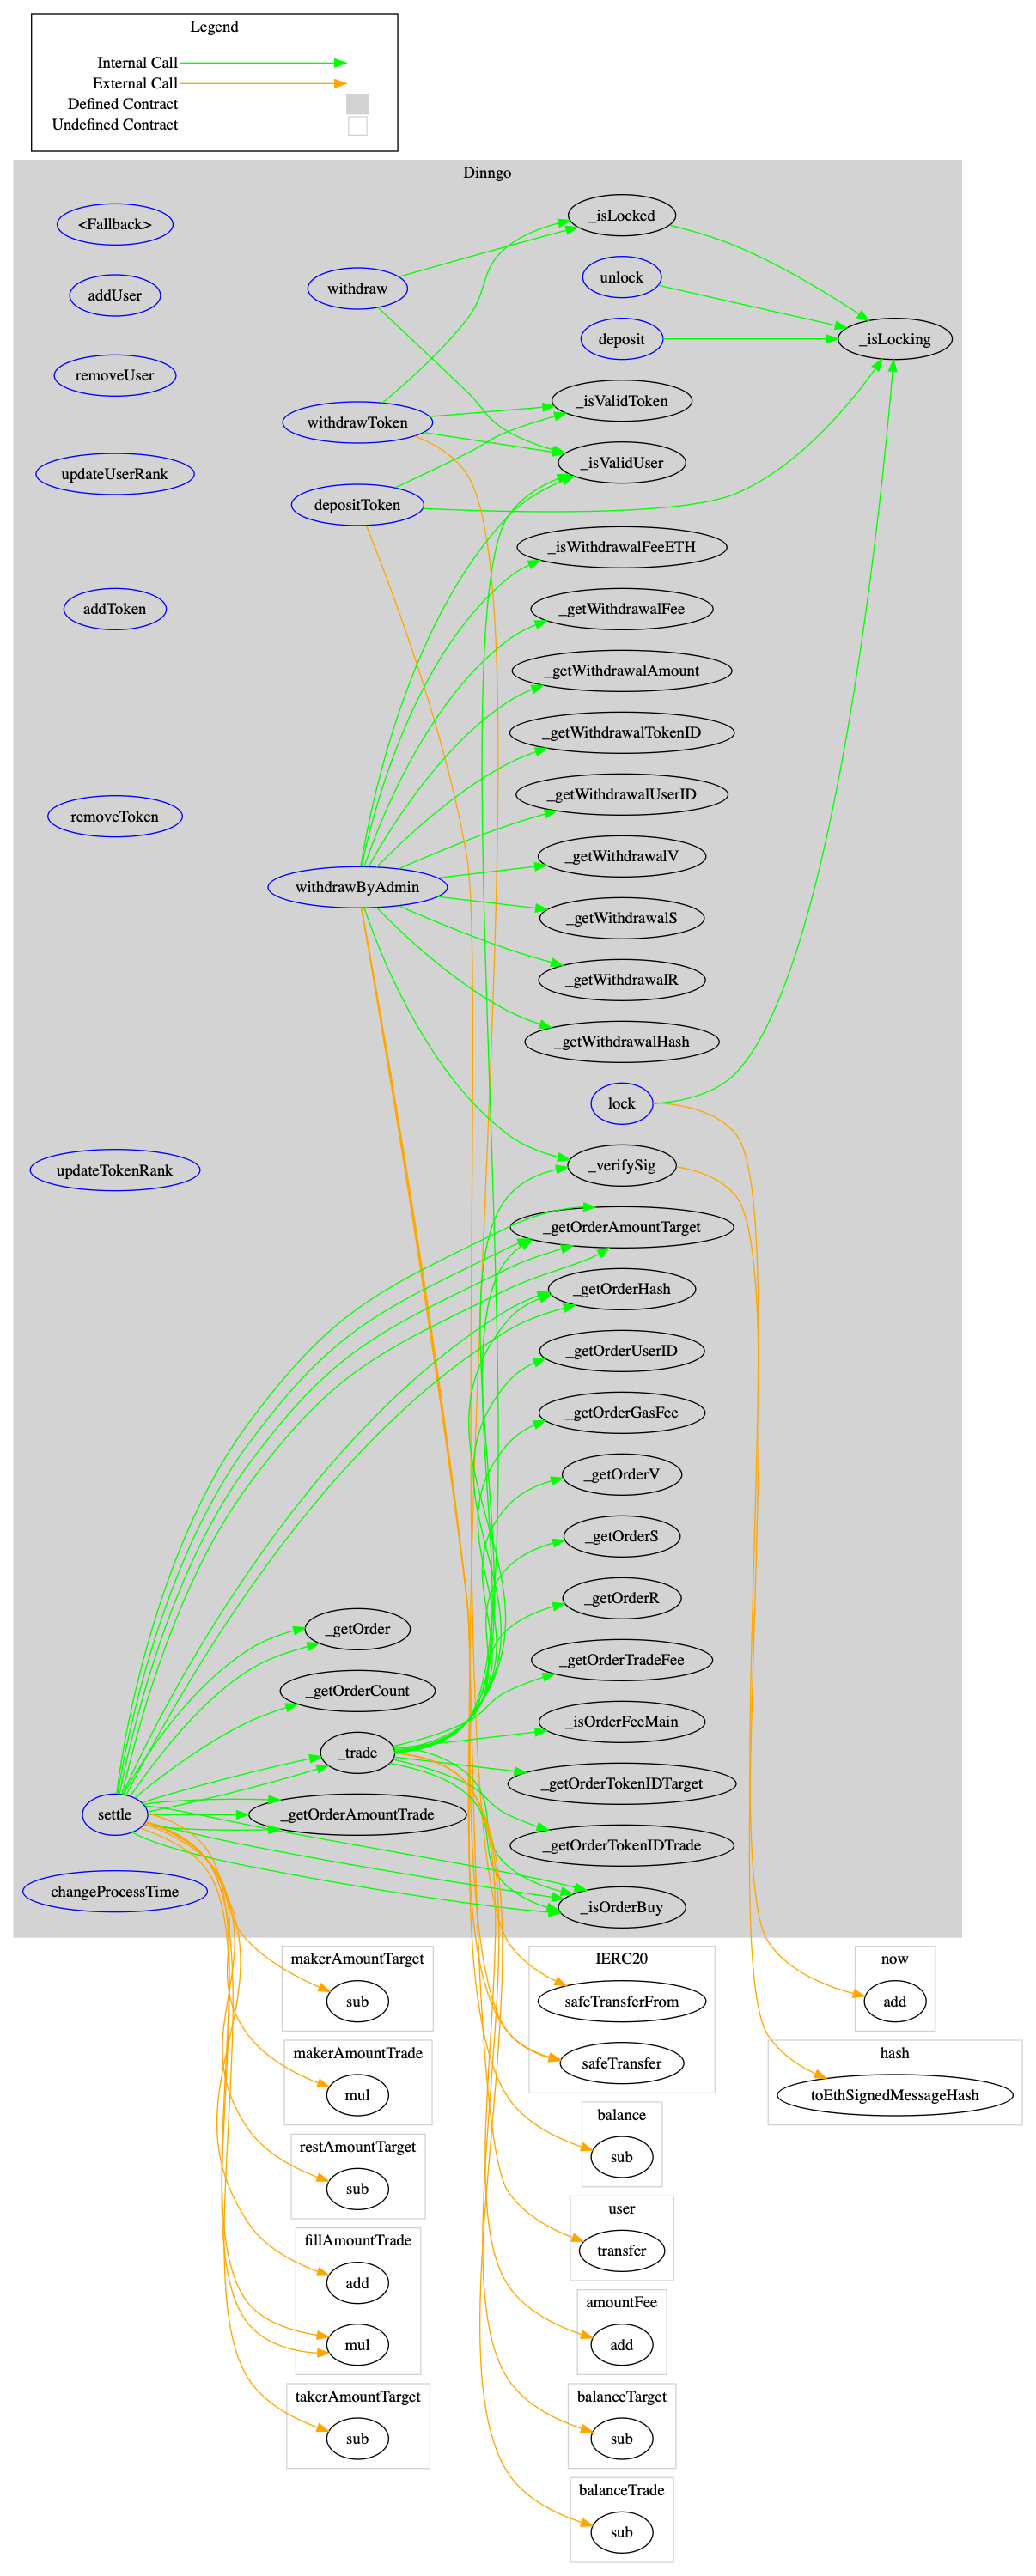 Legend
Internal Call
External Call
Defined Contract
Undefined Contract
Dinngo
<Fallback>
addUser
removeUser
updateUserRank
addToken
removeToken
updateTokenRank
settle
changeProcessTime
withdraw
withdrawToken
depositToken
withdrawByAdmin
_getOrder
_getOrderCount
_trade
_getOrderAmountTrade
_isLocked
unlock
deposit
_isValidToken
_isValidUser
_isWithdrawalFeeETH
_getWithdrawalFee
_getWithdrawalAmount
_getWithdrawalTokenID
_getWithdrawalUserID
_getWithdrawalV
_getWithdrawalS
_getWithdrawalR
_getWithdrawalHash
lock
_verifySig
_getOrderAmountTarget
_getOrderHash
_getOrderUserID
_getOrderGasFee
_getOrderV
_getOrderS
_getOrderR
_getOrderTradeFee
_isOrderFeeMain
_getOrderTokenIDTarget
_getOrderTokenIDTrade
_isOrderBuy
_isLocking
makerAmountTarget
sub
makerAmountTrade
mul
restAmountTarget
sub
fillAmountTrade
add
mul
takerAmountTarget
sub
IERC20
safeTransferFrom
safeTransfer
balance
sub
user
transfer
amountFee
add
balanceTarget
sub
balanceTrade
sub
now
add
hash
toEthSignedMessageHash